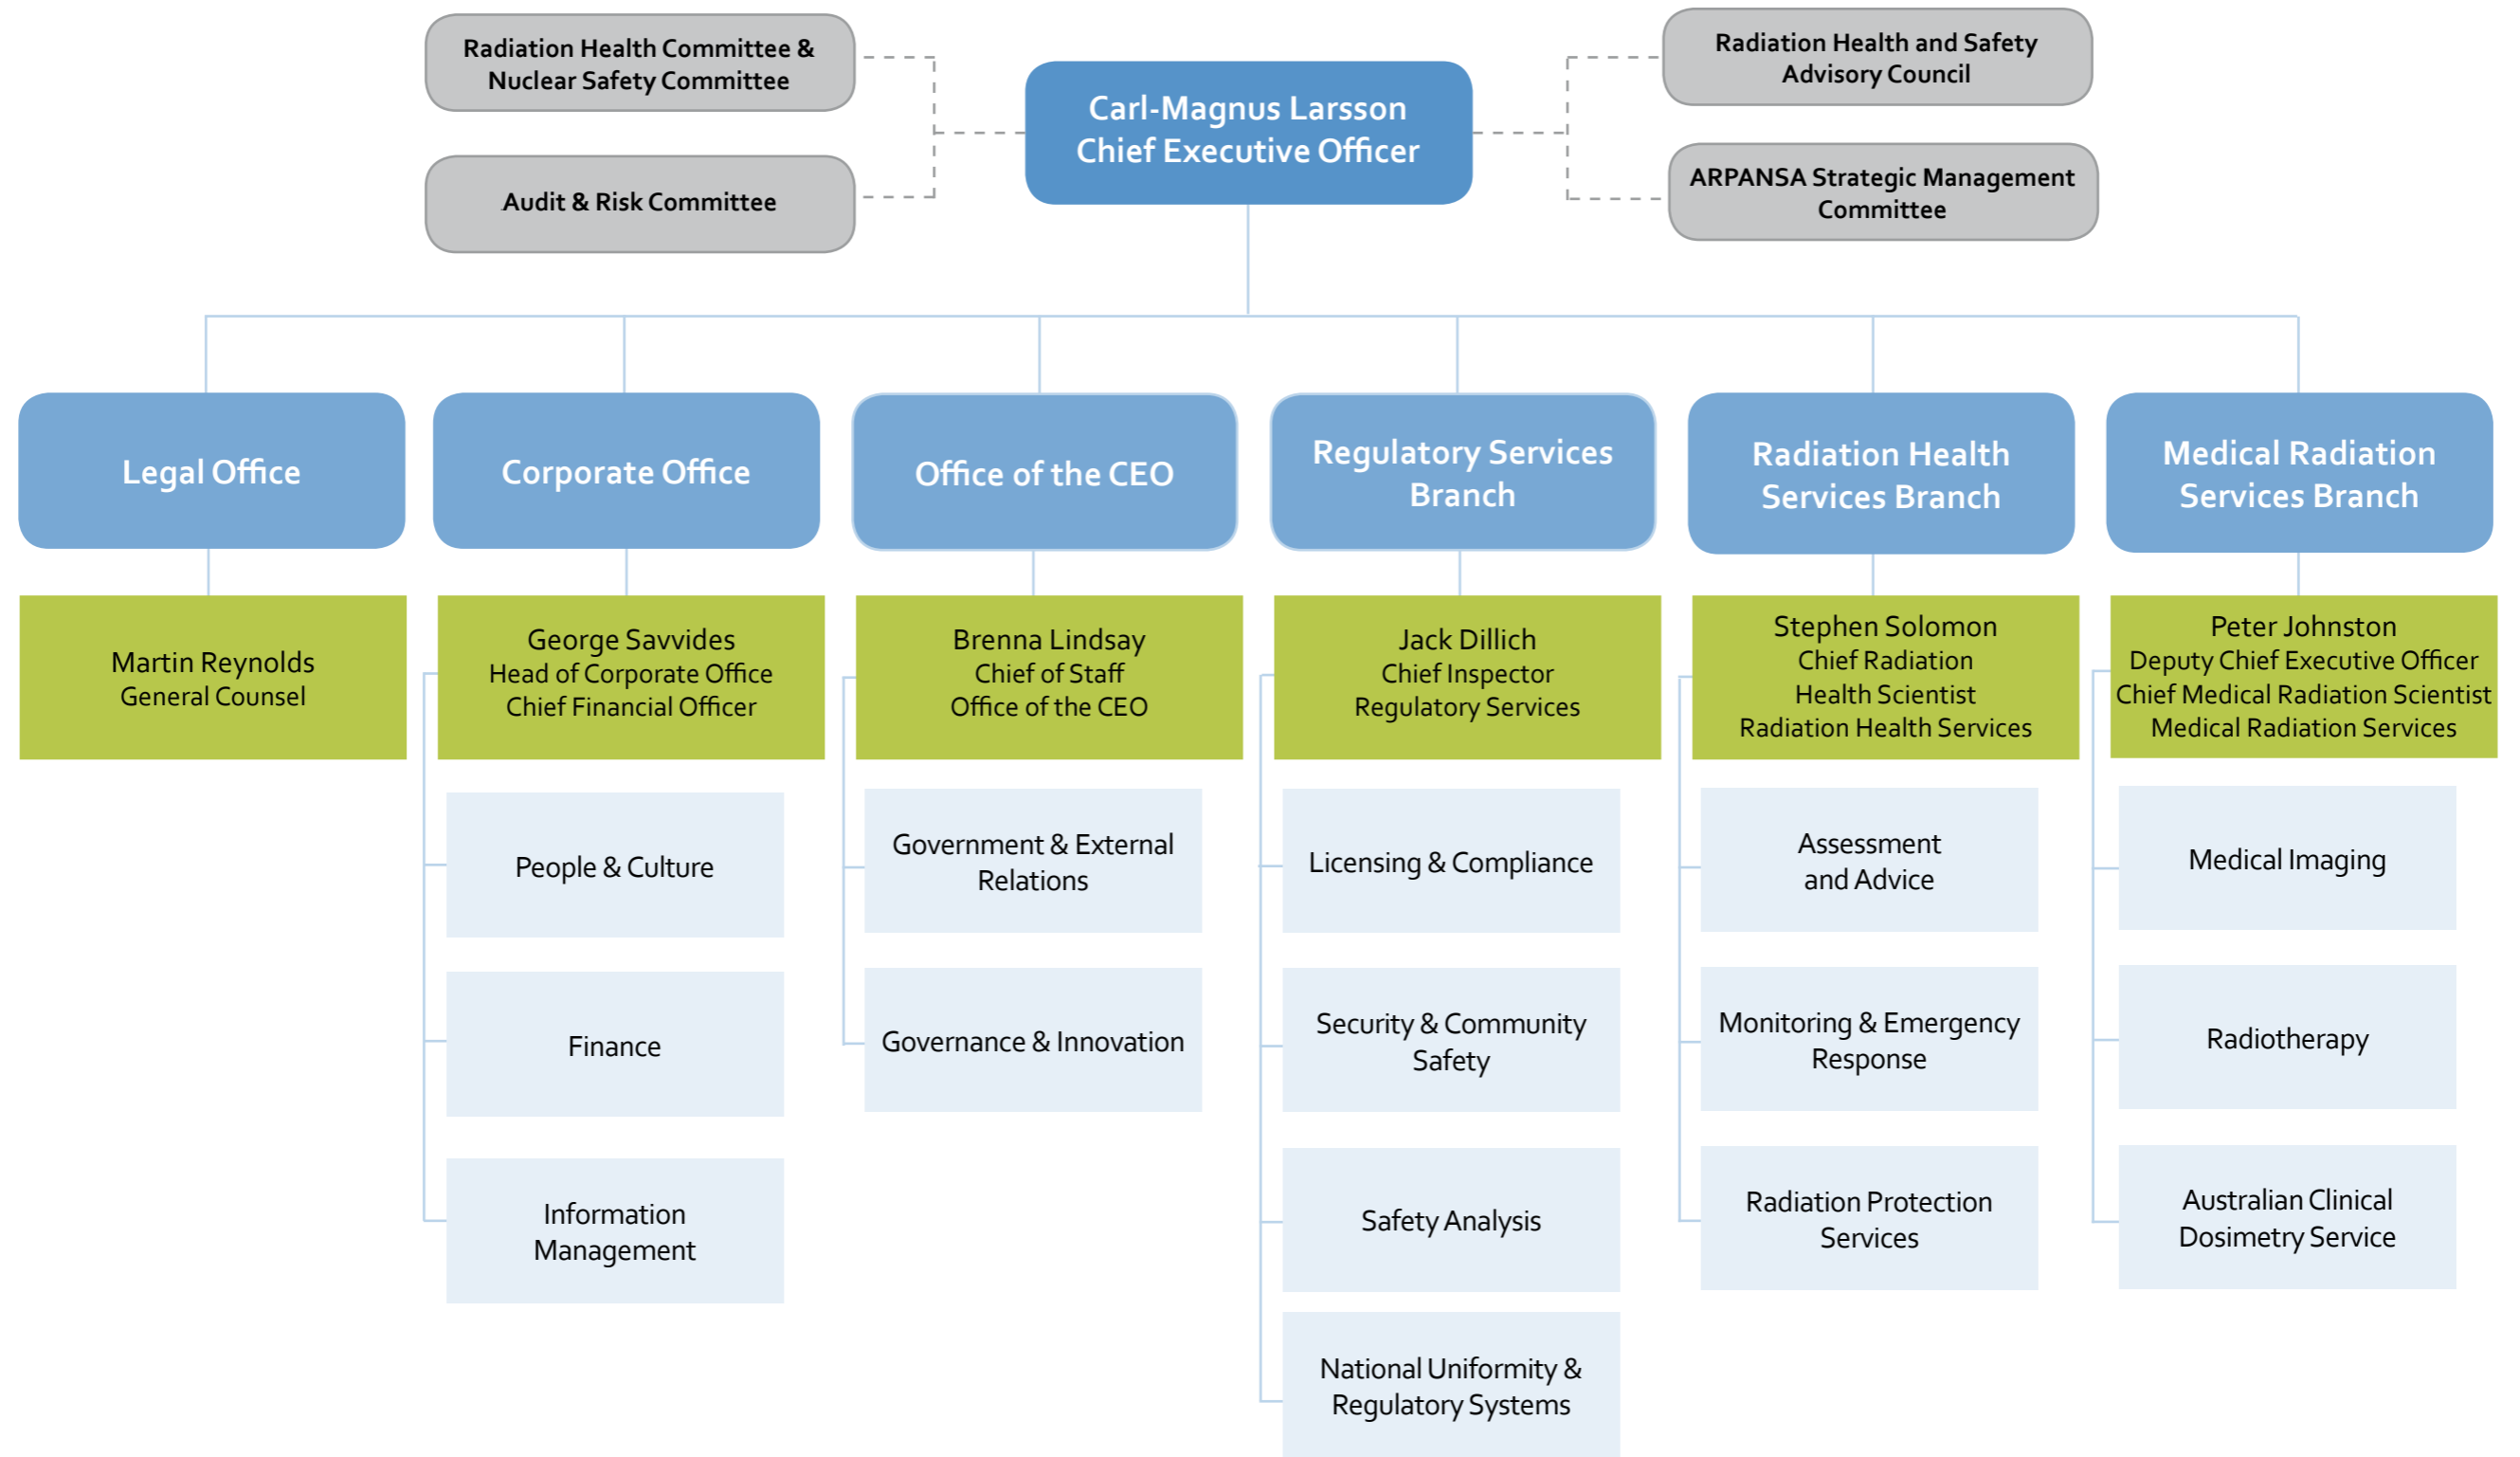 Radiation Health Committee &
Nuclear Safety Committee
Audit & Risk Committee
Carl-Magnus Larsson
Chief Executive Officer
Radiation Health and Safety
Advisory Council
ARPANSA Strategic Management
Committee
Legal Office
Martin Reynolds
General Counsel
Corporate Office
George Savvides
Head of Corporate Office
Chief Financial Officer
People & Culture
Finance
Information
Management
Office of the CEO
Brenna Lindsay
Chief of Staff
Office of the CEO
Government & External
Relations
Governance & Innovation
Regulatory Services
Branch
Jack Dillich
Chief Inspector
Regulatory Services
Licensing & Compliance
Security & Community
Safety
Safety Analysis
National Uniformity &
Regulatory Systems
Radiation Health
Services Branch
Stephen Solomon
Chief Radiation
Health Scientist
Radiation Health Services
Assessment
and Advice
Monitoring & Emergency
Response
Radiation Protection
Services
Medical Radiation
Services Branch
Peter Johnston
Deputy Chief Executive Officer
Chief Medical Radiation Scientist
Medical Radiation Services
Medical Imaging
Radiotherapy
Australian Clinical
Dosimetry Service